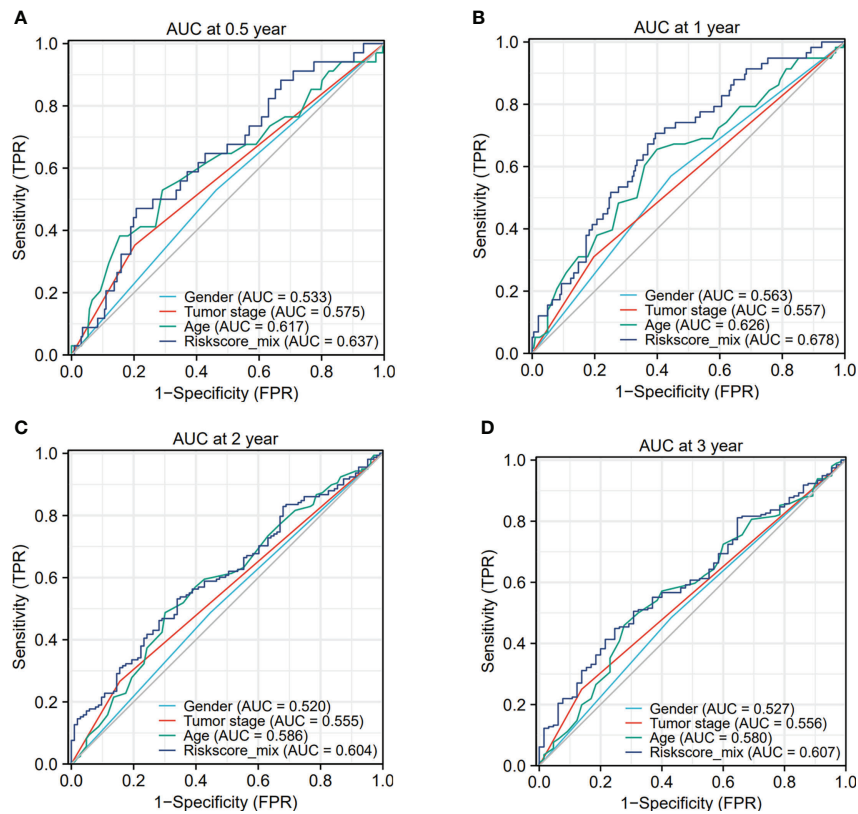 A
AUC at 0.5 year
1.0
0.8
0.6
0.4
0.2
0.0
Sensitivity (TPR)
Gender (AUC = 0.533)
Tumor stage (AUC = 0.575)
Age (AUC = 0.617)
Riskscore_mix (AUC = 0.637)
0.0 0.2 0.4 0.6 0.8 1.0
1−Specificity (FPR)
B
AUC at 1 year
1.0
0.8
0.6
0.4
0.2
0.0
Sensitivity (TPR)
Gender (AUC = 0.563)
Tumor stage (AUC = 0.557)
Age (AUC = 0.626)
Riskscore_mix (AUC = 0.678)
0.0 0.2 0.4 0.6 0.8 1.0
1−Specificity (FPR)
C
AUC at 2 year
1.0
0.8
0.6
0.4
0.2
0.0
Sensitivity (TPR)
Gender (AUC = 0.520)
Tumor stage (AUC = 0.555)
Age (AUC = 0.586)
Riskscore_mix (AUC = 0.604)
0.0 0.2 0.4 0.6 0.8 1.0
1−Specificity (FPR)
D
AUC at 3 year
1.0
0.8
0.6
0.4
0.2
0.0
Sensitivity (TPR)
Gender (AUC = 0.527)
Tumor stage (AUC = 0.556)
Age (AUC = 0.580)
Riskscore_mix (AUC = 0.607)
0.0 0.2 0.4 0.6 0.8 1.0
1−Specificity (FPR)